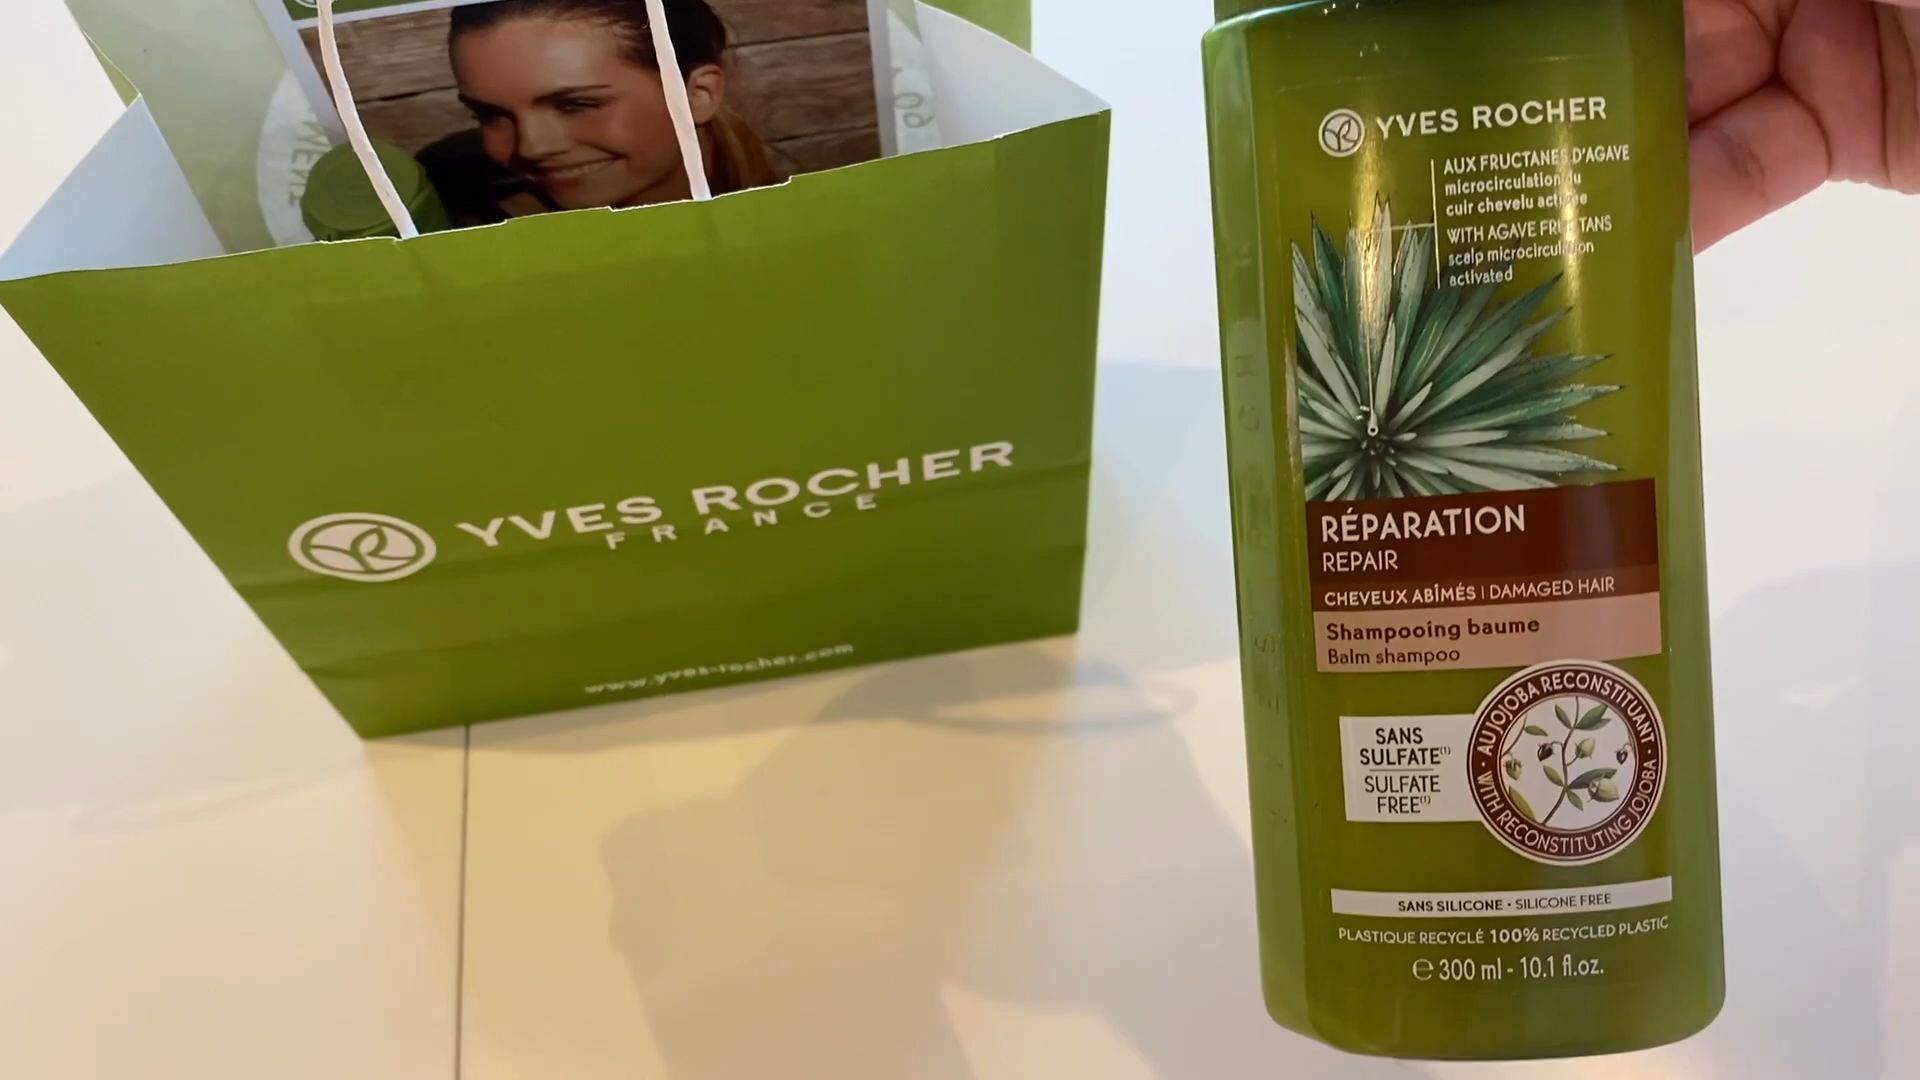 YVES ROCHER
FRANCE
www.yves-rocher.com
YVES ROCHER
AUX FRUCTANES D'AGAVE
microcirculation du
cuir chevelu activée
WITH AGAVE FRUCTANS
scalp microcirculation
activated
RÉPARATION
REPAIR
CHEVEUX ABÎMÉS | DAMAGED HAIR
Shampooing baume
Balm shampoo
SANS
SULFATE(1)
SULFATE
FREE(1)
• AU JOJOBA RECONSTITUANT •
WITH RECONSTITUTING JOJOBA
SANS SILICONE • SILICONE FREE
PLASTIQUE RECYCLÉ 100% RECYCLED PLASTIC
℮ 300 ml - 10.1 fl.oz.